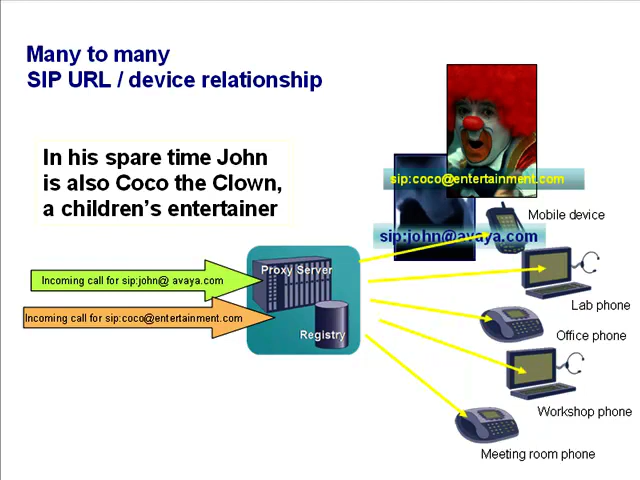 Many to many
SIP URL / device relationship
In his spare time John
is also Coco the Clown,
a children's entertainer
sip:coco@entertainment.com
Mobile device
sip:john@avaya.com
Proxy Server
Incoming call for sip:john@ avaya.com
Lab phone
Incoming call for sip:coco@entertainment.com
Registry
Office phone
Workshop phone
Meeting room phone